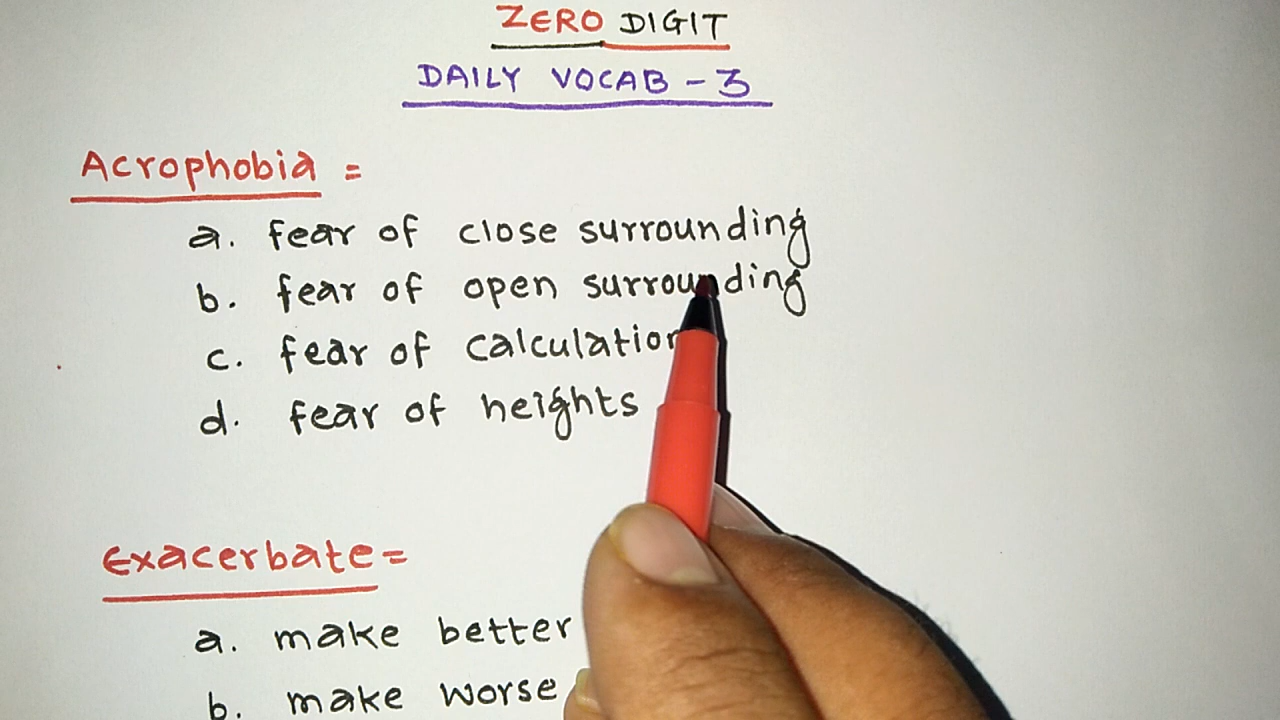 ZERO DIGIT
DAILY VOCAB - 3
Acrophobia =
a. fear of close surrounding
b. fear of open surrounding
c. fear of calculation
d. fear of heights
Exacerbate =
a. make better
b. make worse